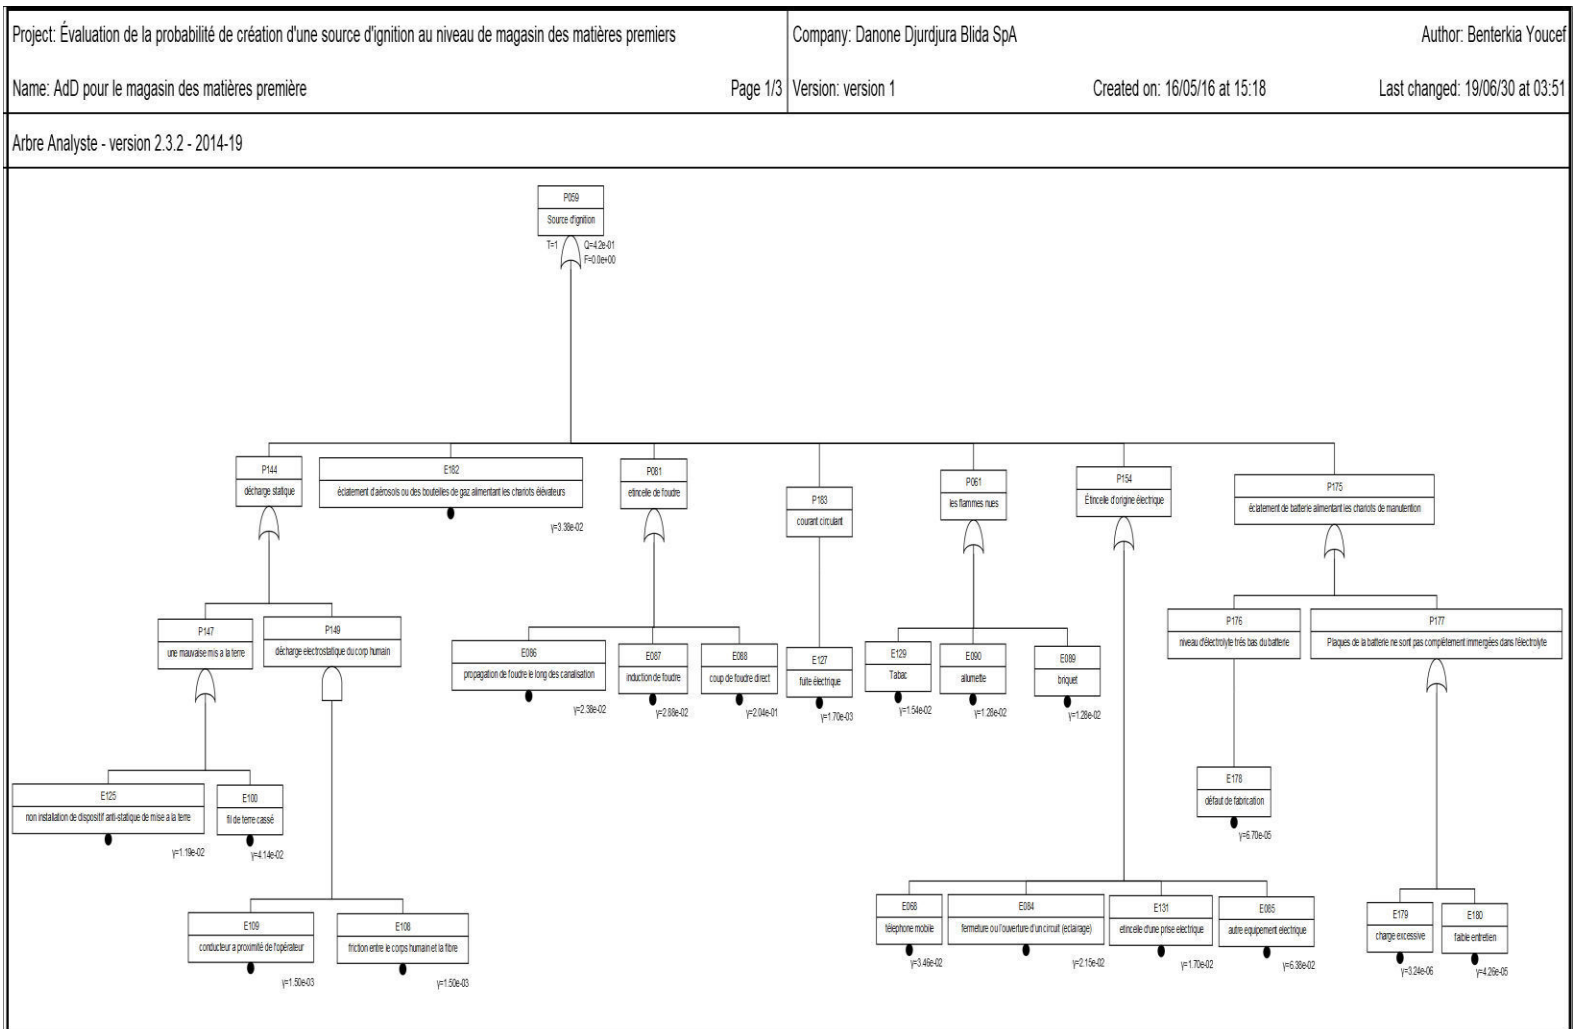 Project: Évaluation de la probabilité de création d'une source d'ignition au niveau de magasin des matières premiers
Company: Danone Djurdjura Blida SpA
Author: Benterkia Youcef
Name: AdD pour le magasin des matières première
Page 1/3
Version: version 1
Created on: 16/05/16 at 15:18
Last changed: 19/06/30 at 03:51
Arbre Analyste - version 2.3.2 - 2014-19
P059
Source d'ignition
T=1
Q=4.2e-01
F=0.0e+00
P144
décharge statique
E182
éclatement d'aérosols ou des bouteilles de gaz alimentant les chariots élévateurs
γ=3.38e-02
P081
etincelle de foudre
P183
courant circulant
P061
les flammes nues
P154
Étincelle d'origine électrique
P175
éclatement de batterie alimentant les chariots de manutention
P147
une mauvaise mis a la terre
P149
décharge electrostatique du corp humain
E086
propagation de foudre le long des canalisation
γ=2.38e-02
E087
induction de foudre
γ=2.88e-02
E088
coup de foudre direct
γ=2.04e-01
E127
fuite électrique
γ=1.70e-03
E129
Tabac
γ=1.54e-02
E090
allumette
γ=1.28e-02
E089
briquet
γ=1.28e-02
P176
niveau d'électrolyte trés bas du batterie
P177
Plaques de la batterie ne sont pas complètement immergées dans l'électrolyte
E125
non installation de dispositif anti-statique de mise a la terre
γ=1.19e-02
E100
fil de terre cassé
γ=4.14e-02
E178
défaut de fabrication
γ=6.70e-05
E109
conducteur a proximité de l'opérateur
γ=1.50e-03
E108
friction entre le corps humain et la fibre
γ=1.50e-03
E068
télephone mobile
γ=3.46e-02
E084
fermeture ou l'ouverture d'un circuit (eclairage)
γ=2.15e-02
E131
etincelle d'une prise electrique
γ=1.70e-02
E085
autre equipement electrique
γ=6.38e-02
E179
charge excessive
γ=3.24e-06
E180
faible entretien
γ=4.26e-05